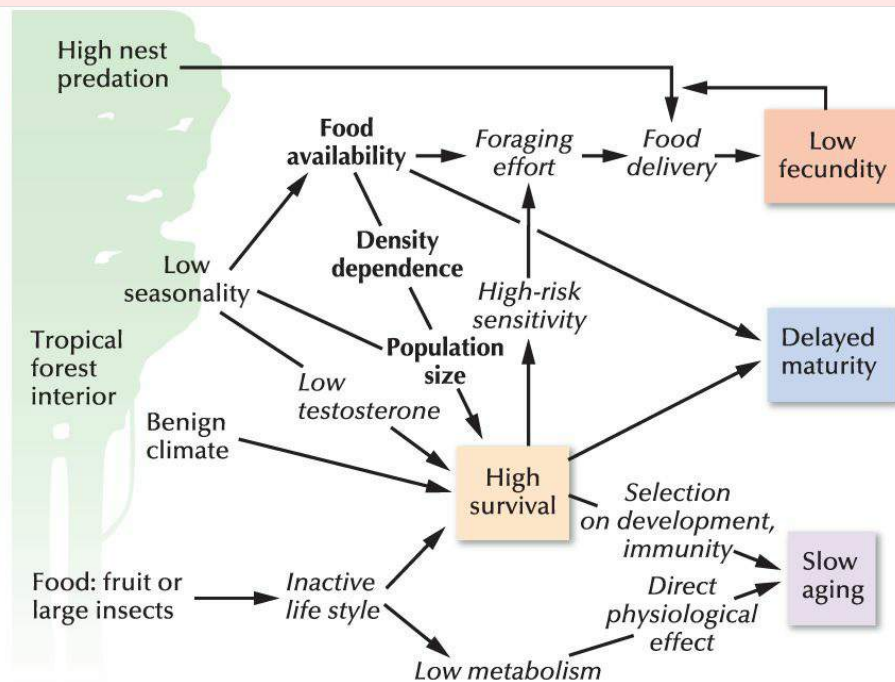 High nest
predation
Food
availability
Foraging
effort
Food
delivery
Low
fecundity
Density
dependence
Low
seasonality
High-risk
sensitivity
Tropical
forest
interior
Population
size
Delayed
maturity
Low
testosterone
Benign
climate
High
survival
Selection
on development,
immunity
Slow
aging
Food: fruit or
large insects
Inactive
life style
Direct
physiological
effect
Low metabolism